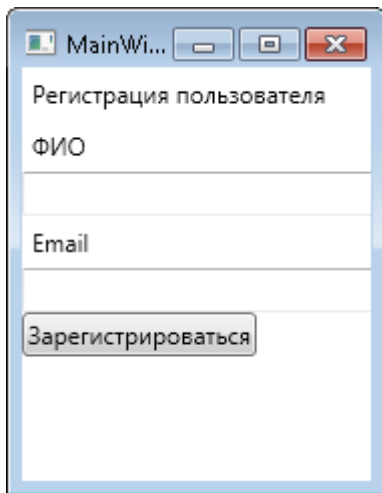 MainWi...
Регистрация пользователя
ФИО
Email
Зарегистрироваться